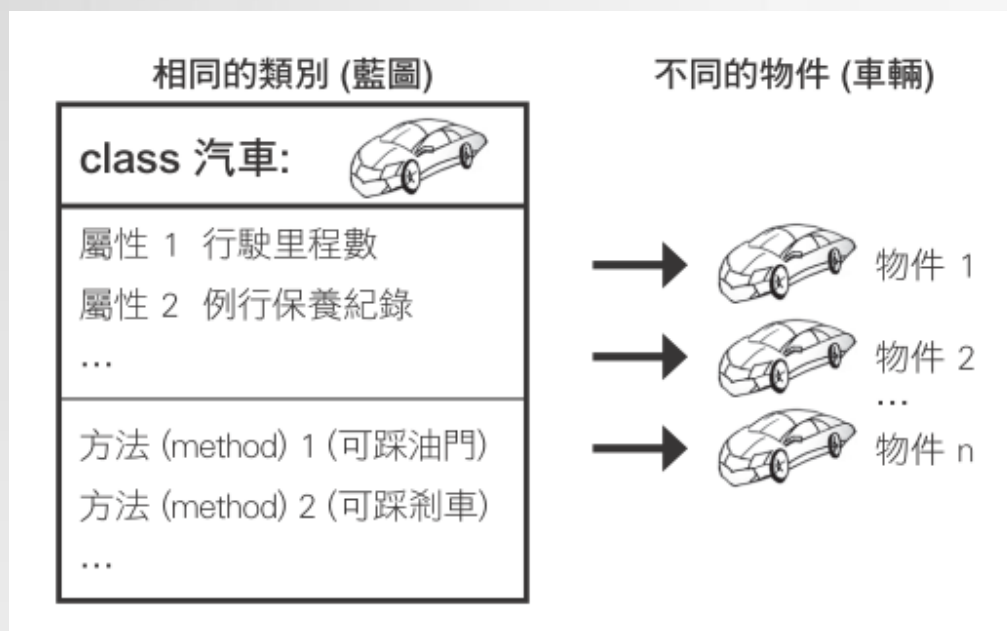 相同的類別 (藍圖)
不同的物件 (車輛)
class 汽車:
屬性 1 行駛里程數
屬性 2 例行保養紀錄
…
方法 (method) 1 (可踩油門)
方法 (method) 2 (可踩剎車)
…
物件 1
物件 2
…
物件 n